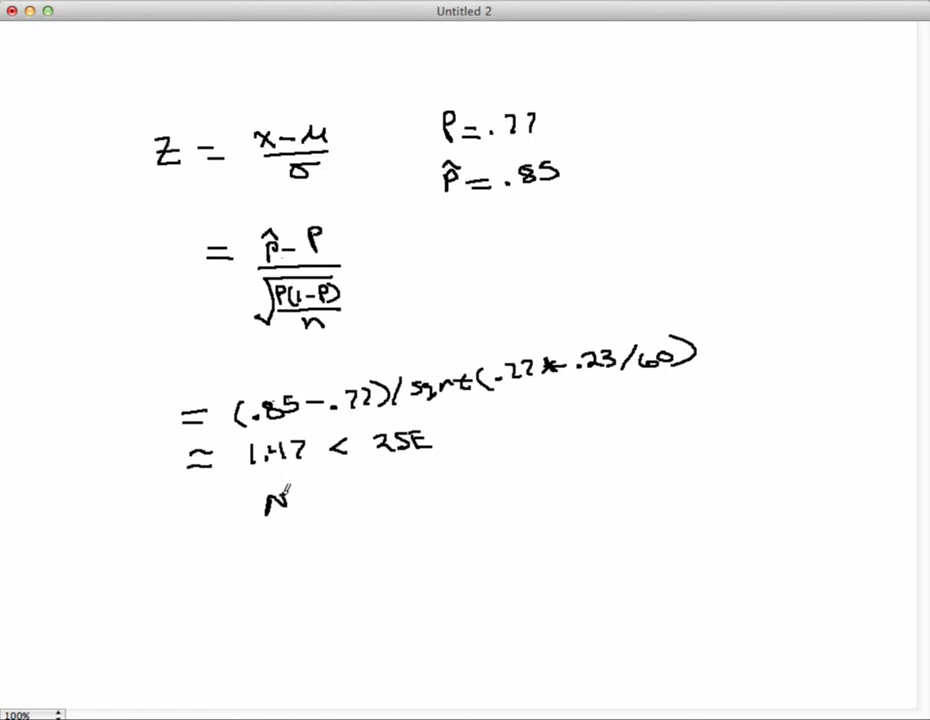 Untitled 2
Z = x-μ/σ
P = .77
p̂ = .85
= p̂-P/√(P(1-P)/n)
= (.85-.77)/sqrt(.77*.23/60)
≈ 1.47 < 2SE
N
100%